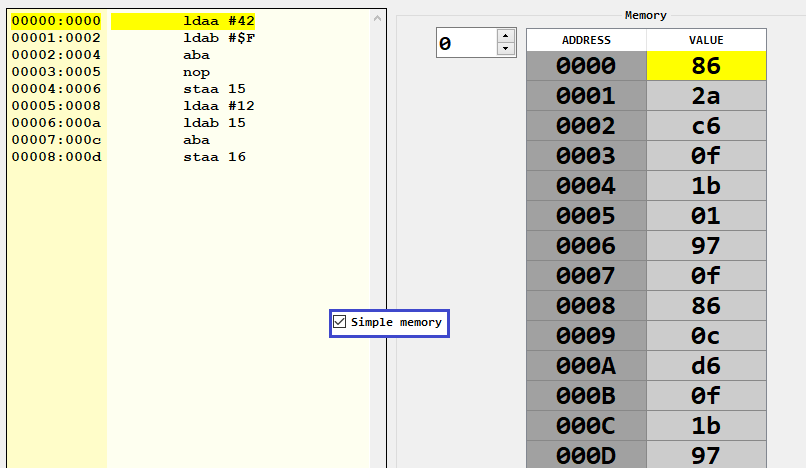 00000:0000 ldaa #42
00001:0002 ldab #$F
00002:0004 aba
00003:0005 nop
00004:0006 staa 15
00005:0008 ldaa #12
00006:000a ldab 15
00007:000c aba
00008:000d staa 16
Simple memory
Memory
0
ADDRESS VALUE
0000 86
0001 2a
0002 c6
0003 0f
0004 1b
0005 01
0006 97
0007 0f
0008 86
0009 0c
000A d6
000B 0f
000C 1b
000D 97